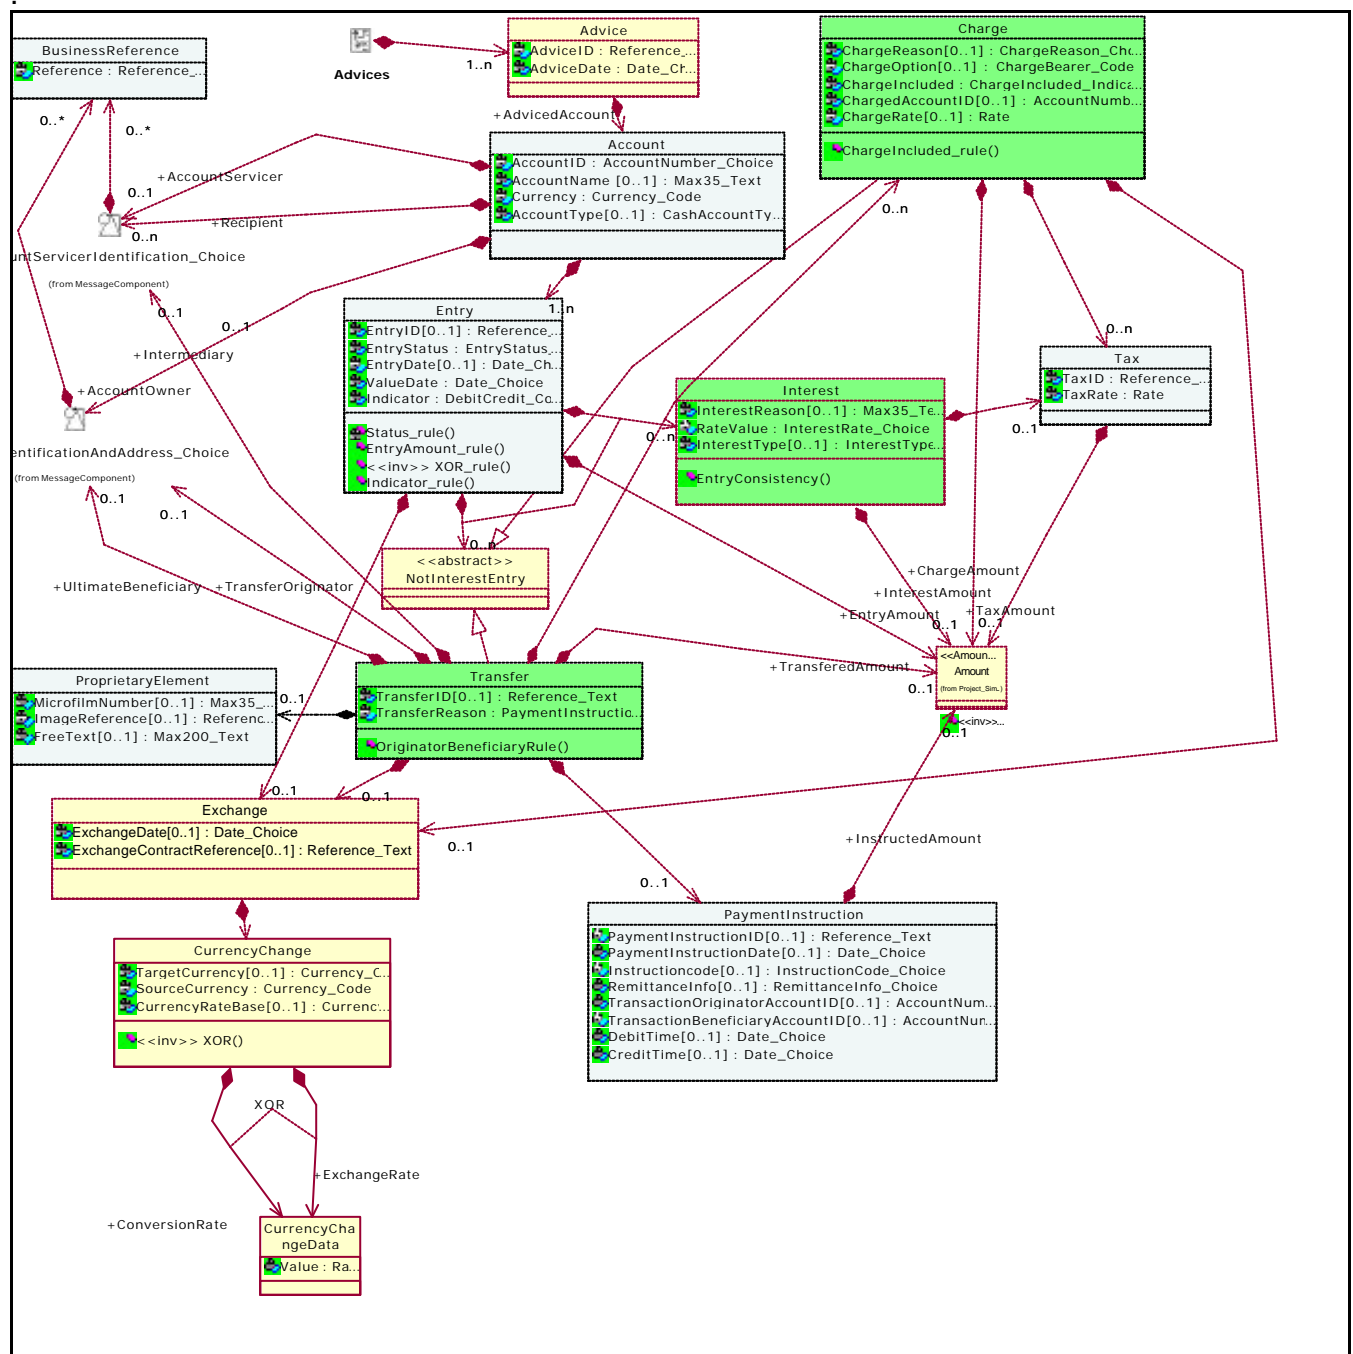 BusinessReference
Reference : Reference_...
Advices
1..n
Advice
AdviceID : Reference_...
AdviceDate : Date_Ch...
Charge
ChargeReason[0..1] : ChargeReason_Cho...
ChargeOption[0..1] : ChargeBearer_Code
ChargeIncluded : ChargeIncluded_Indica...
ChargedAccountID[0..1] : AccountNumb...
ChargeRate[0..1] : Rate
ChargeIncluded_rule()
0..*
0..*
+AdvicedAccount
Account
AccountID : AccountNumber_Choice
AccountName [0..1] : Max35_Text
Currency : Currency_Code
AccountType[0..1] : CashAccountTy...
+AccountServicer
0..1
+Recipient
0..n
0..n
untServicerIdentification_Choice
(from MessageComponent)
0..1
0..1
+Intermediary
+AccountOwner
entificationAndAddress_Choice
(from MessageComponent)
0..1
0..1
1..n
Entry
EntryID[0..1] : Reference_...
EntryStatus : EntryStatus_...
EntryDate[0..1] : Date_Ch...
ValueDate : Date_Choice
Indicator : DebitCredit_Co...
Status_rule()
EntryAmount_rule()
<<inv>> XOR_rule()
Indicator_rule()
0..n
Interest
InterestReason[0..1] : Max35_Te...
RateValue : InterestRate_Choice
InterestType[0..1] : InterestType...
EntryConsistency()
0..n
Tax
TaxID : Reference_...
TaxRate : Rate
0..1
0..n
<<abstract>>
NotInterestEntry
+UltimateBeneficiary
+TransferOriginator
+ChargeAmount
+InterestAmount
+EntryAmount
+TaxAmount
0..1
0..1
+TransferedAmount
0..1
<<Amoun...
Amount
(from Project_Sim..)
<<inv>>...
0..1
ProprietaryElement
MicrofilmNumber[0..1] : Max35_...
ImageReference[0..1] : Referenc...
FreeText[0..1] : Max200_Text
0..1
Transfer
TransferID[0..1] : Reference_Text
TransferReason : PaymentInstructio...
OriginatorBeneficiaryRule()
0..1
0..1
Exchange
ExchangeDate[0..1] : Date_Choice
ExchangeContractReference[0..1] : Reference_Text
0..1
+InstructedAmount
0..1
PaymentInstruction
PaymentInstructionID[0..1] : Reference_Text
PaymentInstructionDate[0..1] : Date_Choice
Instructioncode[0..1] : InstructionCode_Choice
RemittanceInfo[0..1] : RemittanceInfo_Choice
TransactionOriginatorAccountID[0..1] : AccountNum...
TransactionBeneficiaryAccountID[0..1] : AccountNun...
DebitTime[0..1] : Date_Choice
CreditTime[0..1] : Date_Choice
CurrencyChange
TargetCurrency[0..1] : Currency_C...
SourceCurrency : Currency_Code
CurrencyRateBase[0..1] : Currenc...
<<inv>> XOR()
XOR
+ExchangeRate
+ConversionRate
CurrencyCha
ngeData
Value : Ra...